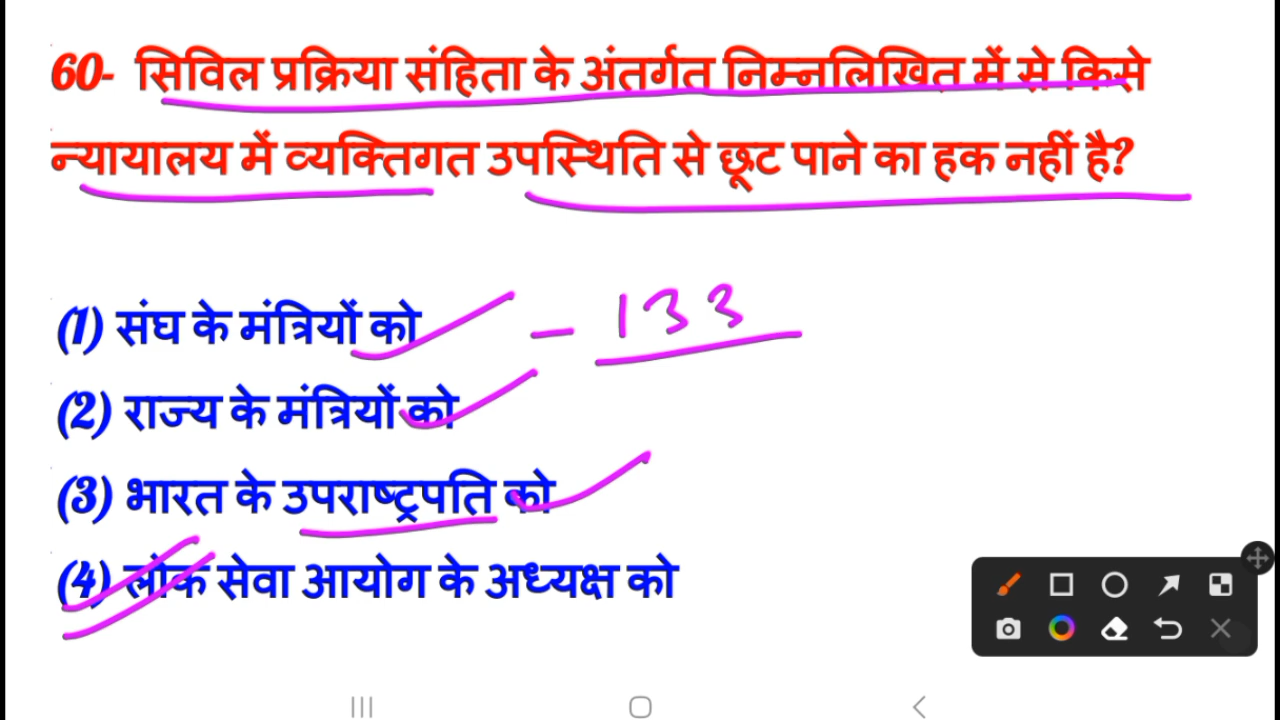 60- सिविल प्रक्रिया संहिता के अंतर्गत निम्नलिखित में से किसे
न्यायालय में व्यक्तिगत उपस्थिति से छूट पाने का हक नहीं है?
(1) संघ के मंत्रियों को - 133
(2) राज्य के मंत्रियों को
(3) भारत के उपराष्ट्रपति को
(4) लोक सेवा आयोग के अध्यक्ष को